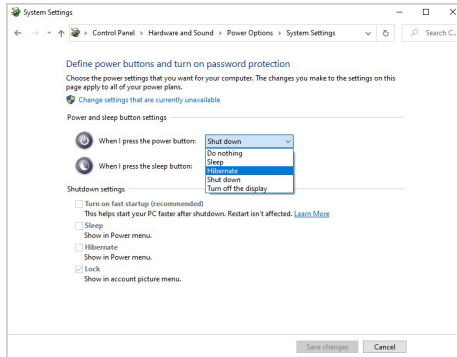 System Settings
Control Panel > Hardware and Sound > Power Options > System Settings
Search C...
Define power buttons and turn on password protection
Choose the power settings that you want for your computer. The changes you make to the settings on this
page apply to all of your power plans.
Change settings that are currently unavailable
Power and sleep button settings
When I press the power button: Shut down
Do nothing
Sleep
Hibernate
Shut down
Turn off the display
When I press the sleep button:
Shutdown settings
Turn on fast startup (recommended)
This helps start your PC faster after shutdown. Restart isn't affected. Learn More
Sleep
Show in Power menu.
Hibernate
Show in Power menu.
Lock
Show in account picture menu.
Save changes Cancel